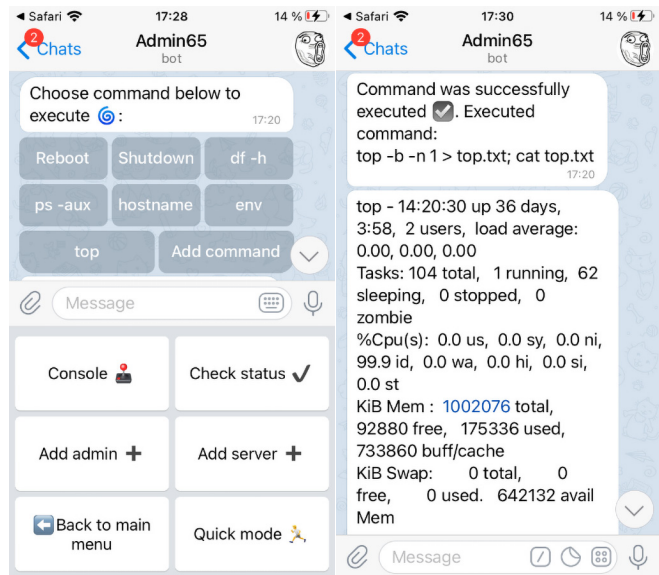 Safari 17:28 14 %
2
Chats
Admin65
bot
Choose command below to
execute 🌀:
17:20
Reboot Shutdown df -h
ps -aux hostname env
top Add command
Message
Console 🕹️ Check status ✔️
Add admin ➕ Add server ➕
⬅️Back to main
menu
Quick mode 🏃
Safari 17:30 14 %
2
Chats
Admin65
bot
Command was successfully
executed ☑️. Executed
command:
top -b -n 1 > top.txt; cat top.txt
17:20
top - 14:20:30 up 36 days,
3:58, 2 users, load average:
0.00, 0.00, 0.00
Tasks: 104 total, 1 running, 62
sleeping, 0 stopped, 0
zombie
%Cpu(s): 0.0 us, 0.0 sy, 0.0 ni,
99.9 id, 0.0 wa, 0.0 hi, 0.0 si,
0.0 st
KiB Mem : 1002076 total,
92880 free, 175336 used,
733860 buff/cache
KiB Swap: 0 total, 0
free, 0 used. 642132 avail
Mem
Message